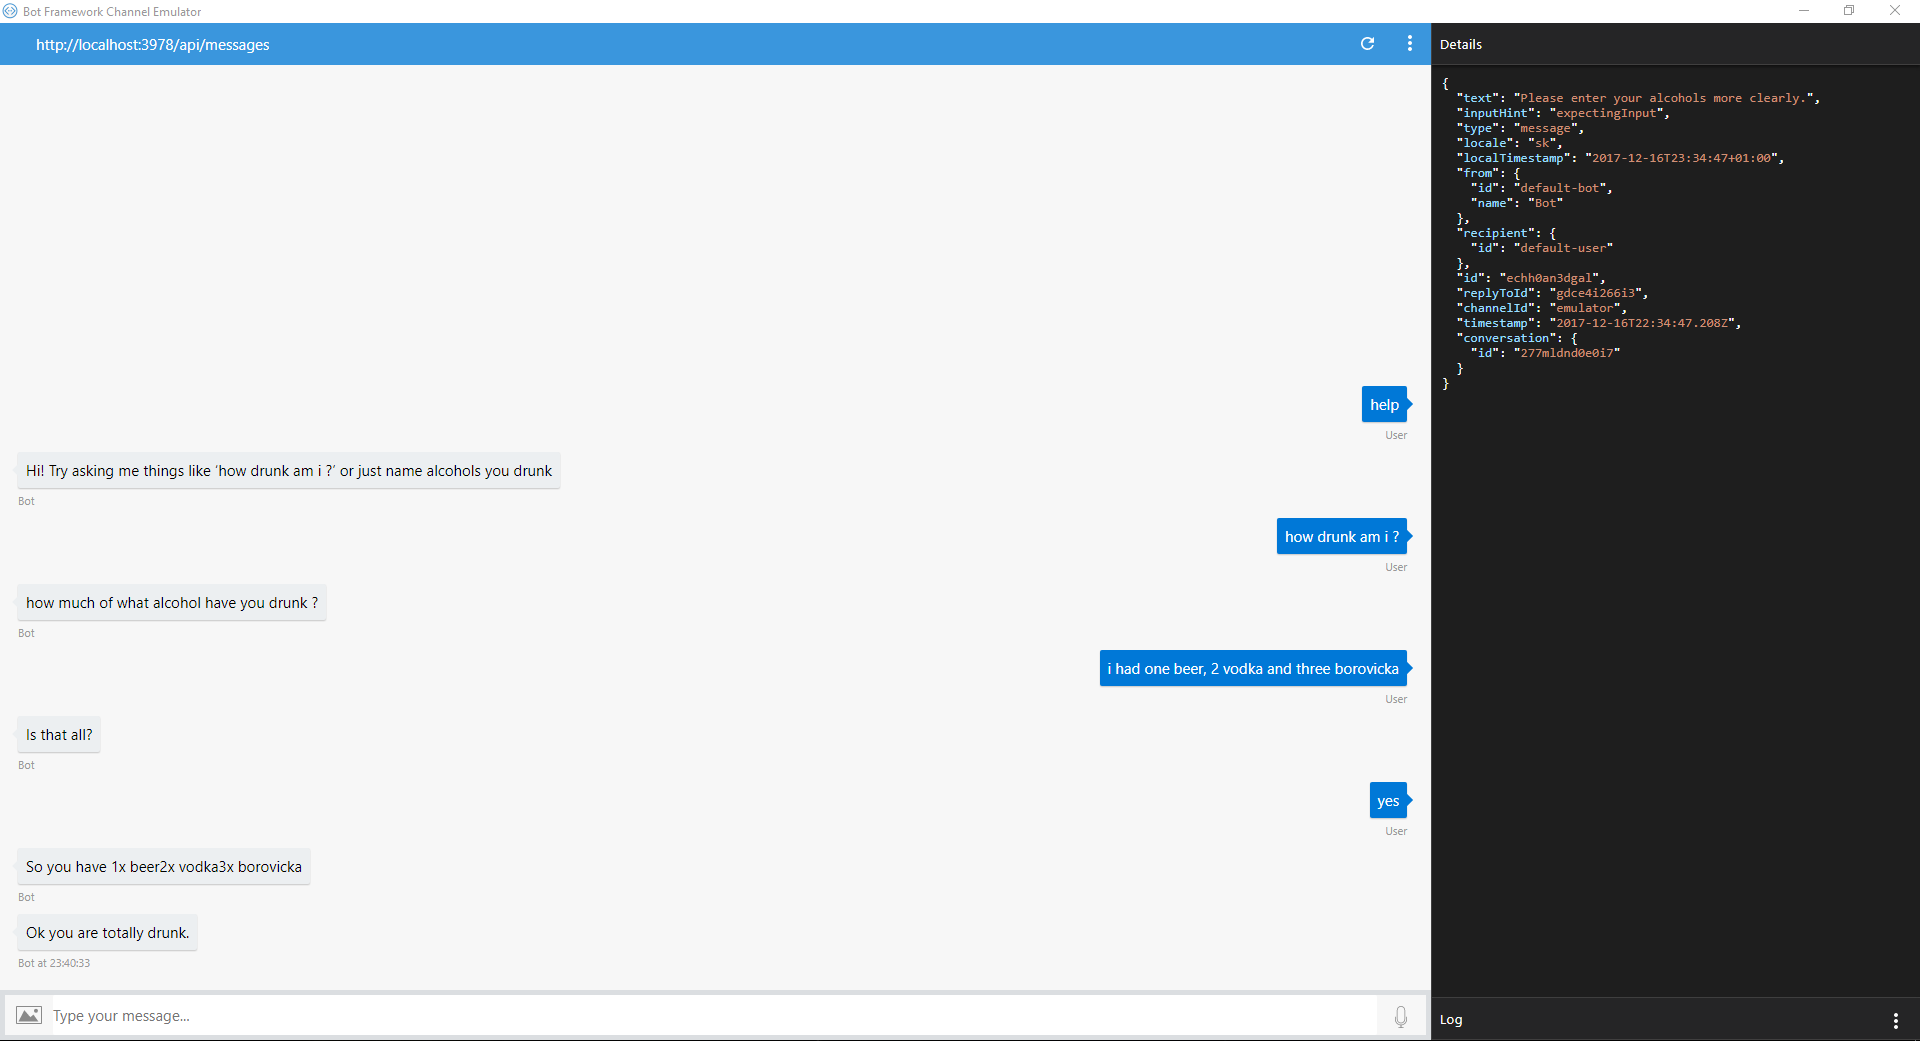 Bot Framework Channel Emulator
http://localhost:3978/api/messages
help
User
Hi! Try asking me things like ‘how drunk am i ?’ or just name alcohols you drunk
Bot
how drunk am i ?
User
how much of what alcohol have you drunk ?
Bot
i had one beer, 2 vodka and three borovicka
User
Is that all?
Bot
yes
User
So you have 1x beer2x vodka3x borovicka
Bot
Ok you are totally drunk.
Bot at 23:40:33
Type your message...
Details
{
"text": "Please enter your alcohols more clearly.",
"inputHint": "expectingInput",
"type": "message",
"locale": "sk",
"localTimestamp": "2017-12-16T23:34:47+01:00",
"from": {
"id": "default-bot",
"name": "Bot"
},
"recipient": {
"id": "default-user"
},
"id": "echh0an3dgal",
"replyToId": "gdce4i266i3",
"channelId": "emulator",
"timestamp": "2017-12-16T22:34:47.208Z",
"conversation": {
"id": "277mldnd0e0i7"
}
}
Log